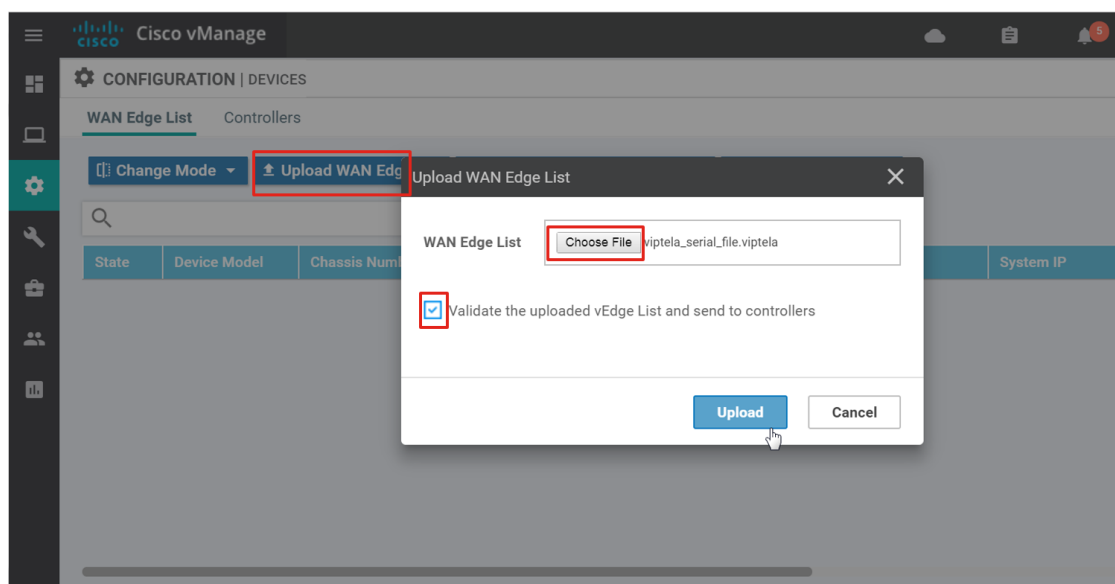 cisco Cisco vManage 5
CONFIGURATION | DEVICES
WAN Edge List Controllers
Change Mode Upload WAN Edg
Upload WAN Edge List
WAN Edge List Choose File viptela_serial_file.viptela
State Device Model Chassis Num System IP
Validate the uploaded vEdge List and send to controllers
Upload Cancel